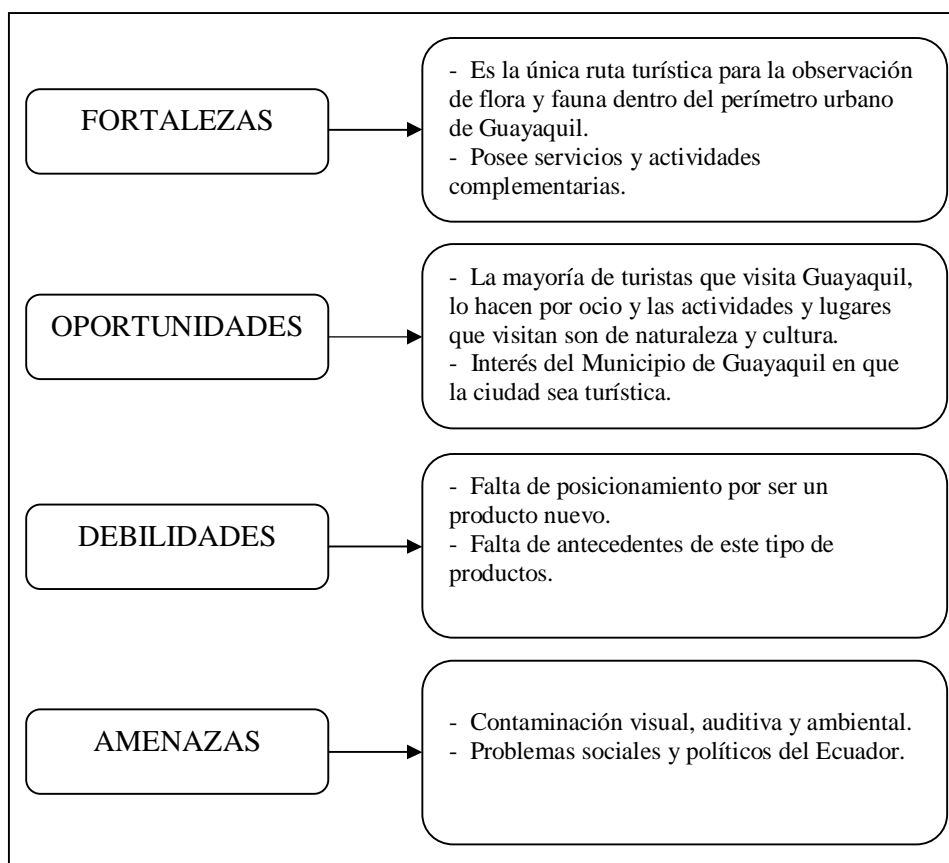 FORTALEZAS
- Es la única ruta turística para la observación
de flora y fauna dentro del perímetro urbano
de Guayaquil.
- Posee servicios y actividades
complementarias.
OPORTUNIDADES
- La mayoría de turistas que visita Guayaquil,
lo hacen por ocio y las actividades y lugares
que visitan son de naturaleza y cultura.
- Interés del Municipio de Guayaquil en que
la ciudad sea turística.
DEBILIDADES
- Falta de posicionamiento por ser un
producto nuevo.
- Falta de antecedentes de este tipo de
productos.
AMENAZAS
- Contaminación visual, auditiva y ambiental.
- Problemas sociales y políticos del Ecuador.